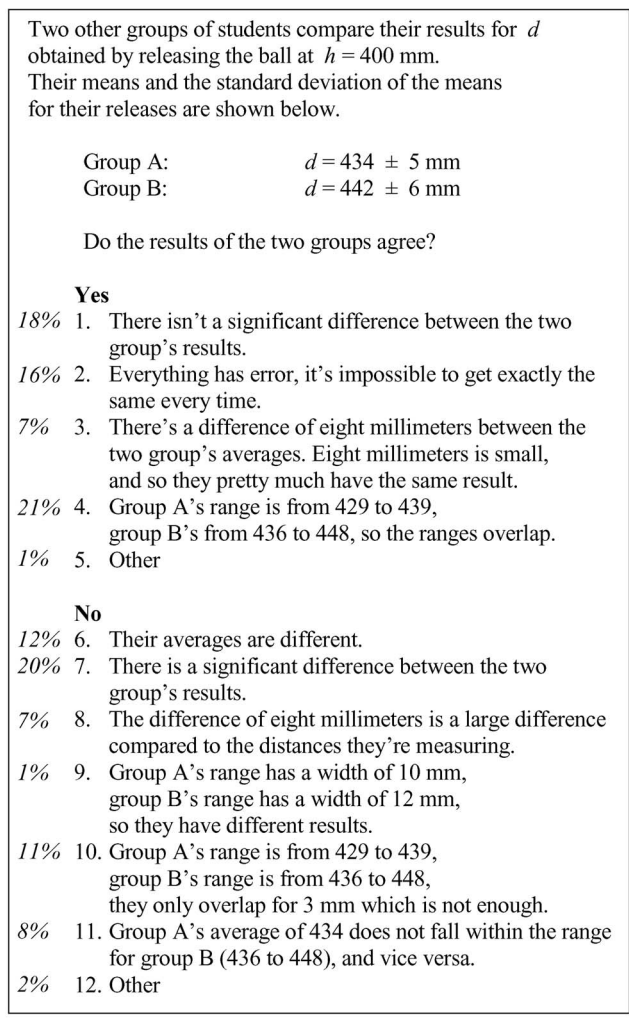 Two other groups of students compare their results for d
obtained by releasing the ball at h = 400 mm.
Their means and the standard deviation of the means
for their releases are shown below.
Group A: d = 434 ± 5 mm
Group B: d = 442 ± 6 mm
Do the results of the two groups agree?
Yes
18% 1. There isn’t a significant difference between the two
group’s results.
16% 2. Everything has error, it’s impossible to get exactly the
same every time.
7% 3. There’s a difference of eight millimeters between the
two group’s averages. Eight millimeters is small,
and so they pretty much have the same result.
21% 4. Group A’s range is from 429 to 439,
group B’s from 436 to 448, so the ranges overlap.
1% 5. Other
No
12% 6. Their averages are different.
20% 7. There is a significant difference between the two
group’s results.
7% 8. The difference of eight millimeters is a large difference
compared to the distances they’re measuring.
1% 9. Group A’s range has a width of 10 mm,
group B’s range has a width of 12 mm,
so they have different results.
11% 10. Group A’s range is from 429 to 439,
group B’s range is from 436 to 448,
they only overlap for 3 mm which is not enough.
8% 11. Group A’s average of 434 does not fall within the range
for group B (436 to 448), and vice versa.
2% 12. Other